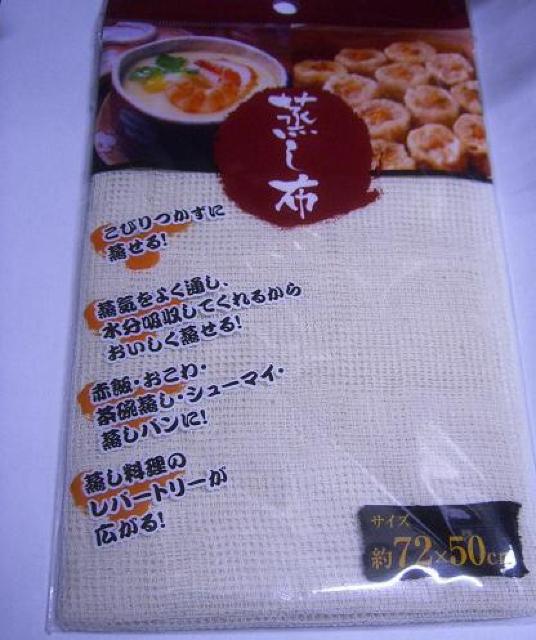 蒸し布
こびりつかずに
蒸せる!
蒸気をよく通し、
水分吸収してくれるから
おいしく蒸せる!
赤飯・おこわ・
茶碗蒸し・シューマイ・
蒸しパンに!
蒸し料理の
レパートリーが
広がる!
サイズ
約72×50cm